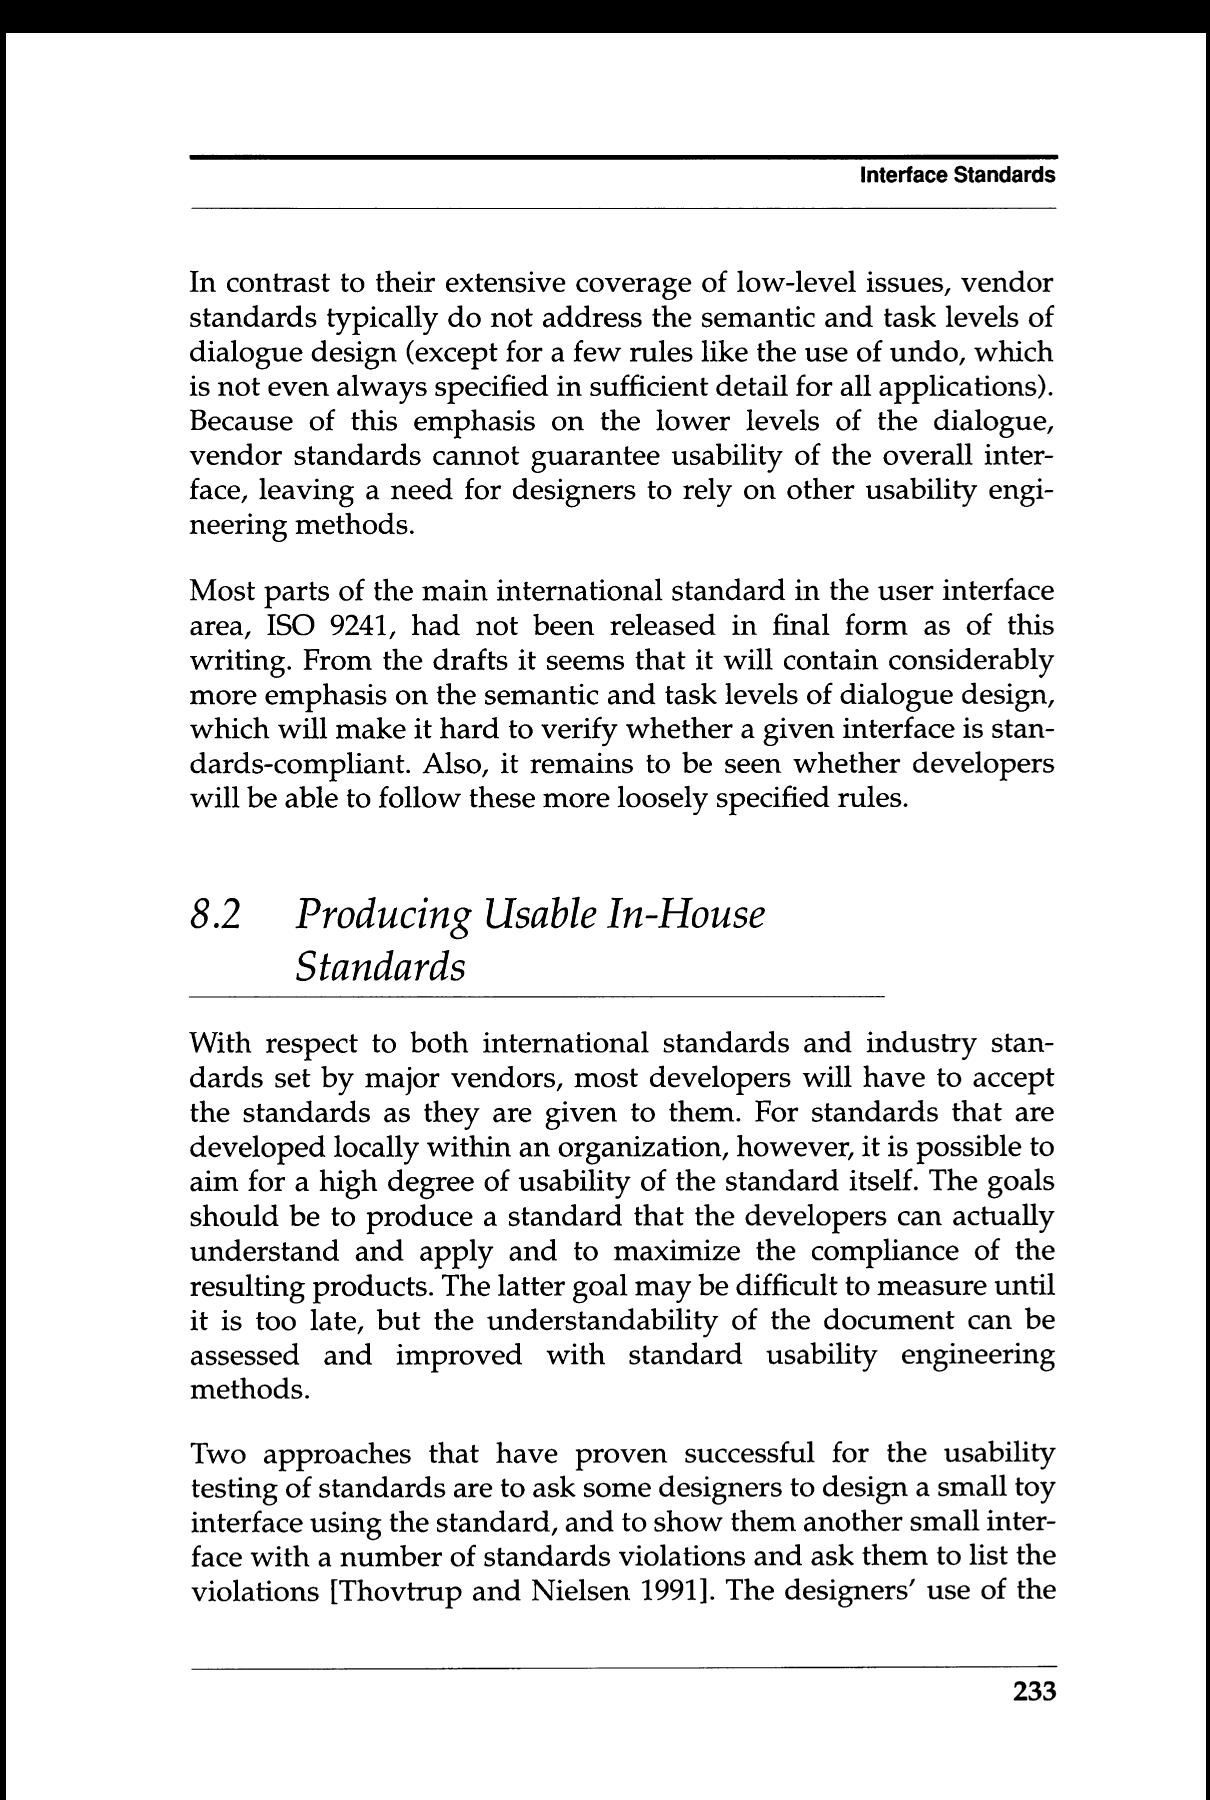 Interface Standards
In contrast to their extensive coverage of low-level issues, vendor
standards typically do not address the semantic and task levels of
dialogue design (except for a few rules like the use of undo, which
is not even always specified in sufficient detail for all applications).
Because of this emphasis on the lower levels of the dialogue,
vendor standards cannot guarantee usability of the overall inter-
face, leaving a need for designers to rely on other usability engi-
neering methods.
Most parts of the main international standard in the user interface
area, ISO 9241, had not been released in final form as of this
writing. From the drafts it seems that it will contain considerably
more emphasis on the semantic and task levels of dialogue design,
which will make it hard to verify whether a given interface is stan-
dards-compliant. Also, it remains to be seen whether developers
will be able to follow these more loosely specified rules.
8.2 Producing Usable In-House
Standards
With respect to both international standards and industry stan-
dards set by major vendors, most developers will have to accept
the standards as they are given to them. For standards that are
developed locally within an organization, however, it is possible to
aim for a high degree of usability of the standard itself. The goals
should be to produce a standard that the developers can actually
understand and apply and to maximize the compliance of the
resulting products. The latter goal may be difficult to measure until
it is too late, but the understandability of the document can be
assessed and improved with standard usability engineering
methods.
Two approaches that have proven successful for the usability
testing of standards are to ask some designers to design a small toy
interface using the standard, and to show them another small inter-
face with a number of standards violations and ask them to list the
violations [Thovtrup and Nielsen 1991]. The designers' use of the
233